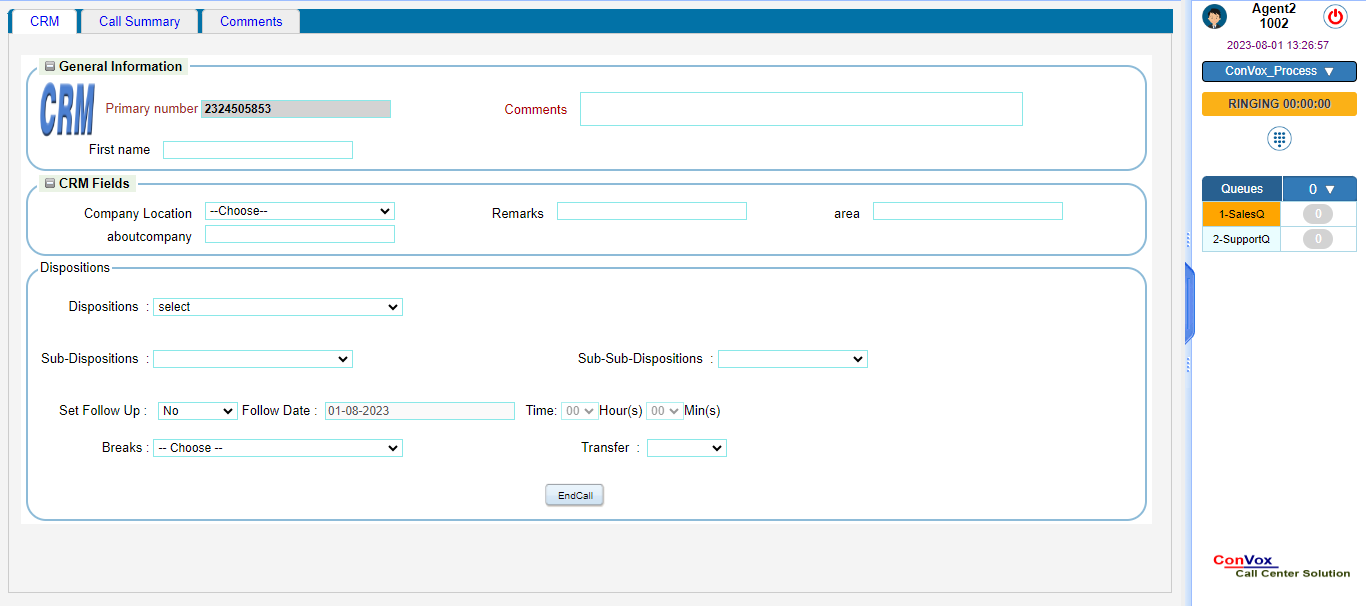 CRM Call Summary Comments
General Information
CRM
Primary number 2324505853 Comments
First name
CRM Fields
Company Location --Choose-- Remarks area
aboutcompany
Dispositions
Dispositions : select
Sub-Dispositions : Sub-Sub-Dispositions :
Set Follow Up : No Follow Date : 01-08-2023 Time: 00 Hour(s) 00 Min(s)
Breaks : -- Choose -- Transfer :
EndCall
Agent2
1002
2023-08-01 13:26:57
ConVox_Process ▼
RINGING 00:00:00
Queues 0 ▼
1-SalesQ 0
2-SupportQ 0
ConVox
Call Center Solution